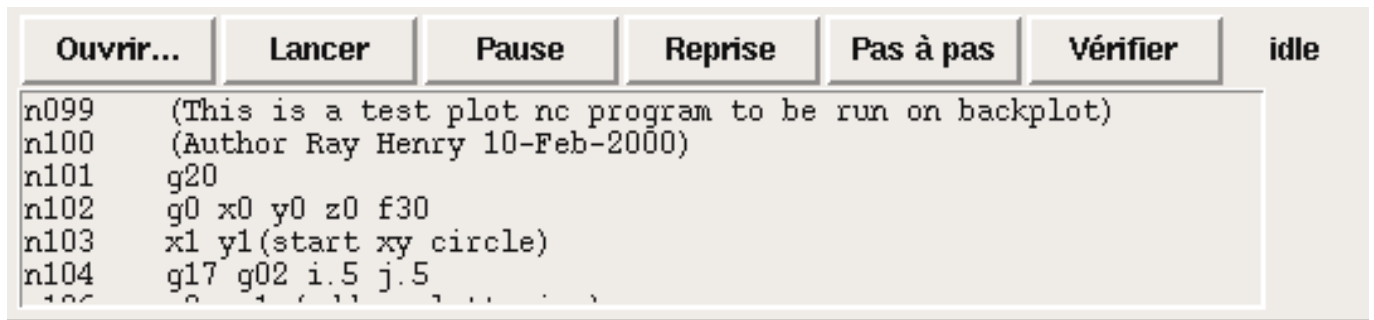 Ouvrir... Lancer Pause Reprise Pas à pas Vérifier idle
n099 (This is a test plot nc program to be run on backplot)
n100 (Author Ray Henry 10-Feb-2000)
n101 g20
n102 g0 x0 y0 z0 f30
n103 x1 y1(start xy circle)
n104 g17 g02 i.5 j.5